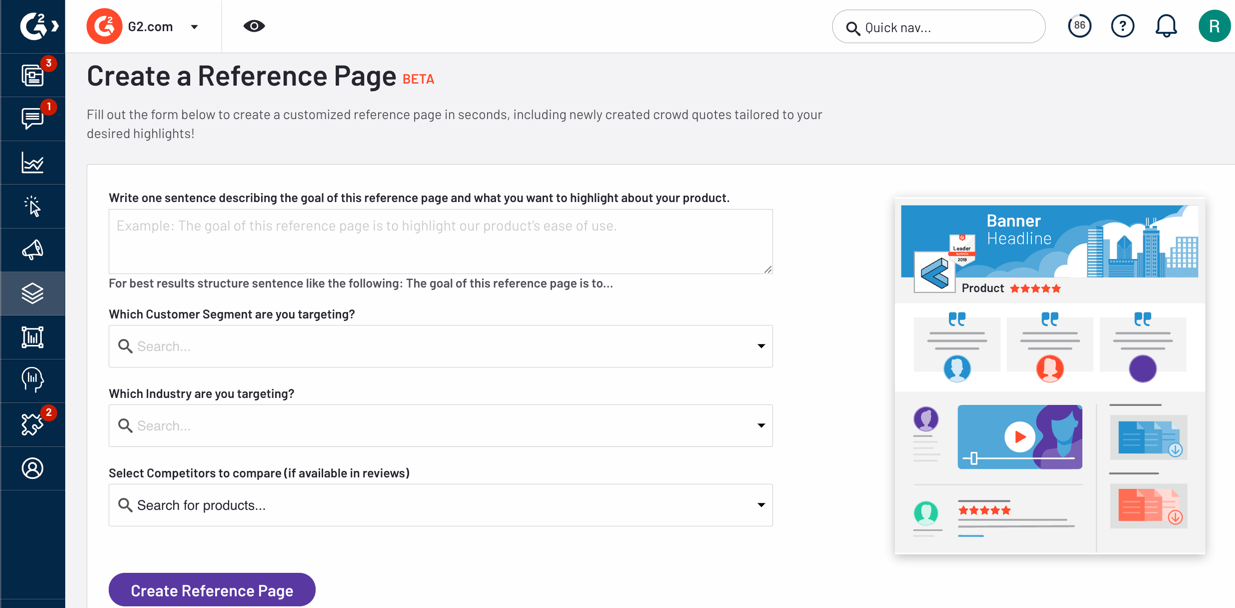 G2
G2
G2.com
Quick nav...
86
?
R
3
1
2
Create a Reference Page BETA
Fill out the form below to create a customized reference page in seconds, including newly created crowd quotes tailored to your
desired highlights!
Write one sentence describing the goal of this reference page and what you want to highlight about your product.
Example: The goal of this reference page is to highlight our product's ease of use.
For best results structure sentence like the following: The goal of this reference page is to...
Which Customer Segment are you targeting?
Search...
Which Industry are you targeting?
Search...
Select Competitors to compare (if available in reviews)
Search for products...
Create Reference Page
Banner
Headline
Leader
2019
Product